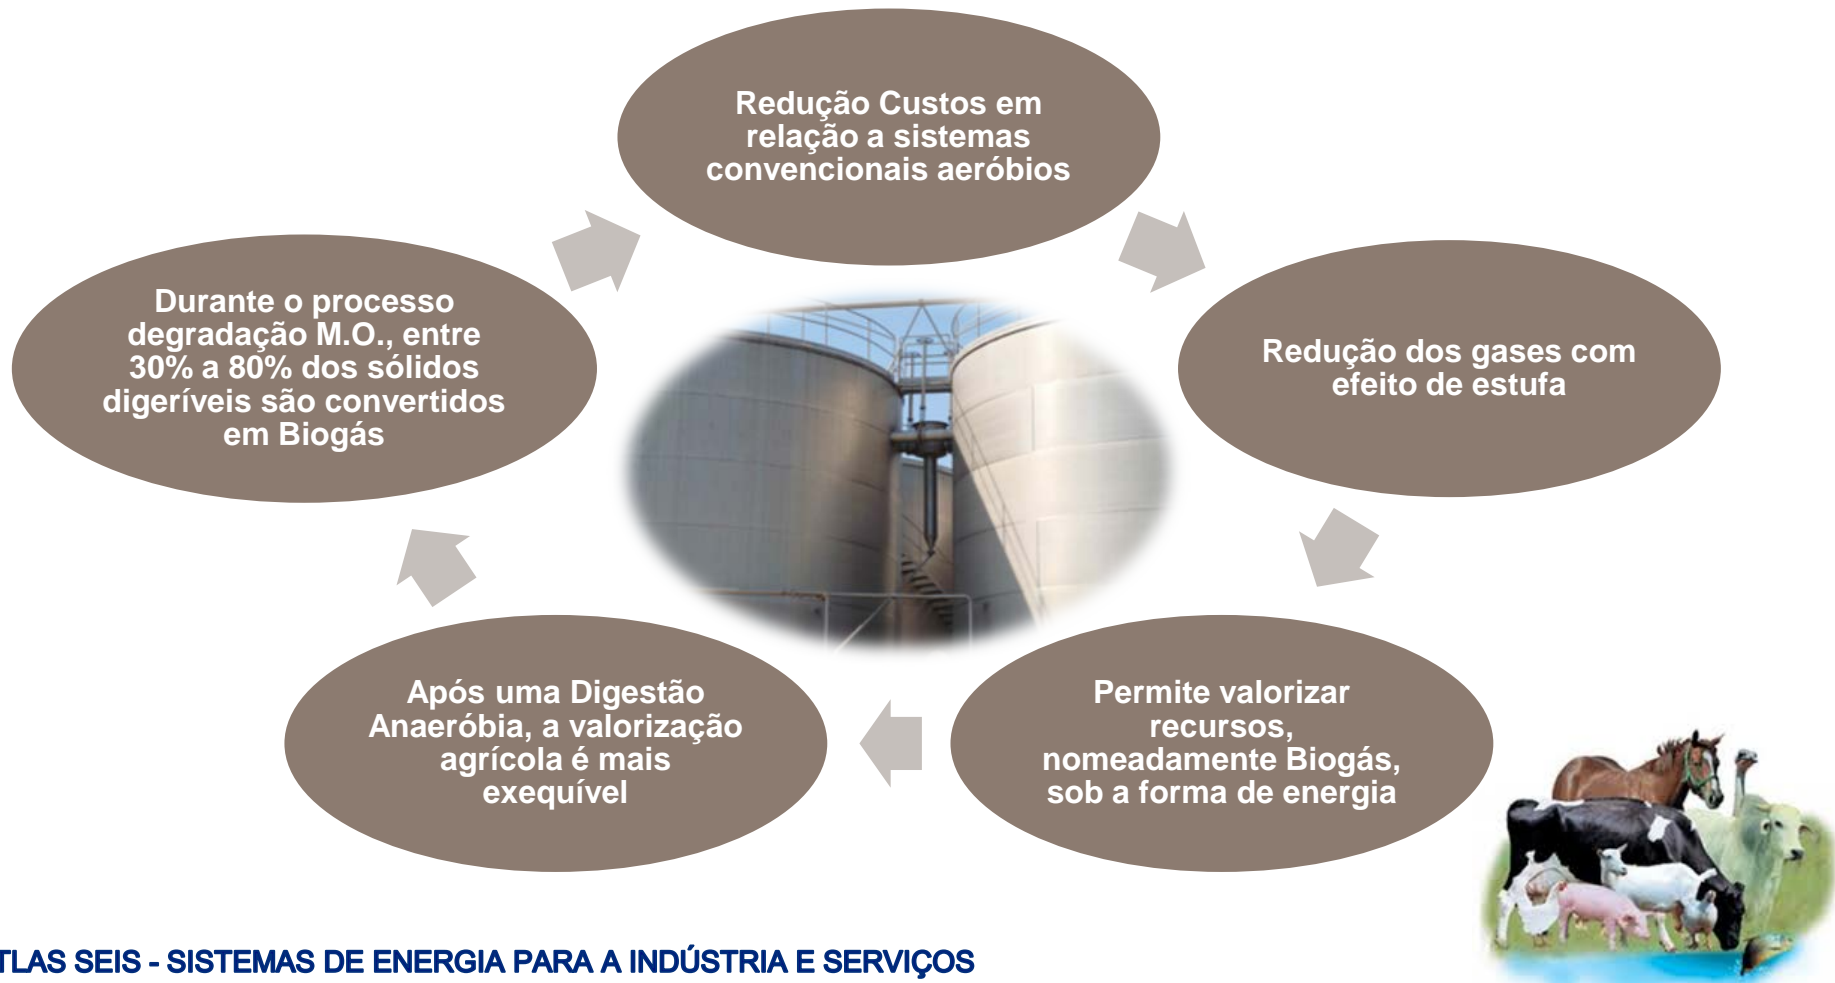 Redução Custos em
relação a sistemas
convencionais aeróbios
Redução dos gases com
efeito de estufa
Permite valorizar
recursos,
nomeadamente Biogás,
sob a forma de energia
Após uma Digestão
Anaeróbia, a valorização
agrícola é mais
exequível
Durante o processo
degradação M.O., entre
30% a 80% dos sólidos
digeríveis são convertidos
em Biogás
TLAS SEIS - SISTEMAS DE ENERGIA PARA A INDÚSTRIA E SERVIÇOS